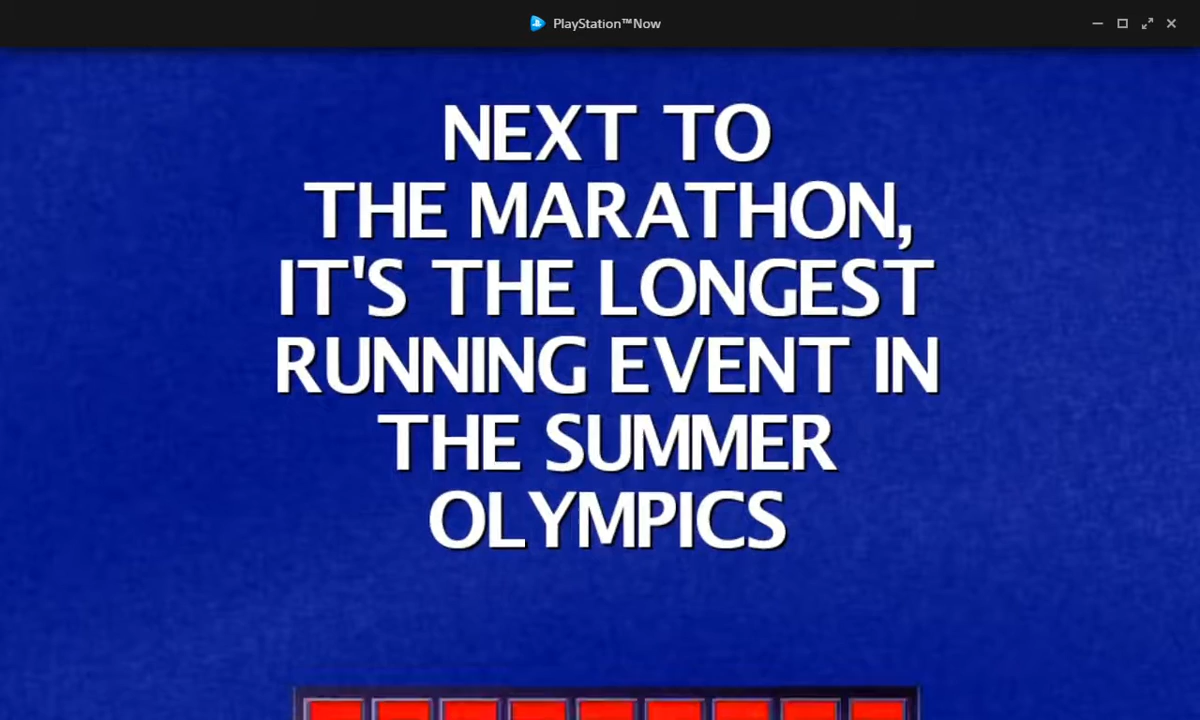 PlayStation™Now
NEXT TO
THE MARATHON,
IT'S THE LONGEST
RUNNING EVENT IN
THE SUMMER
OLYMPICS